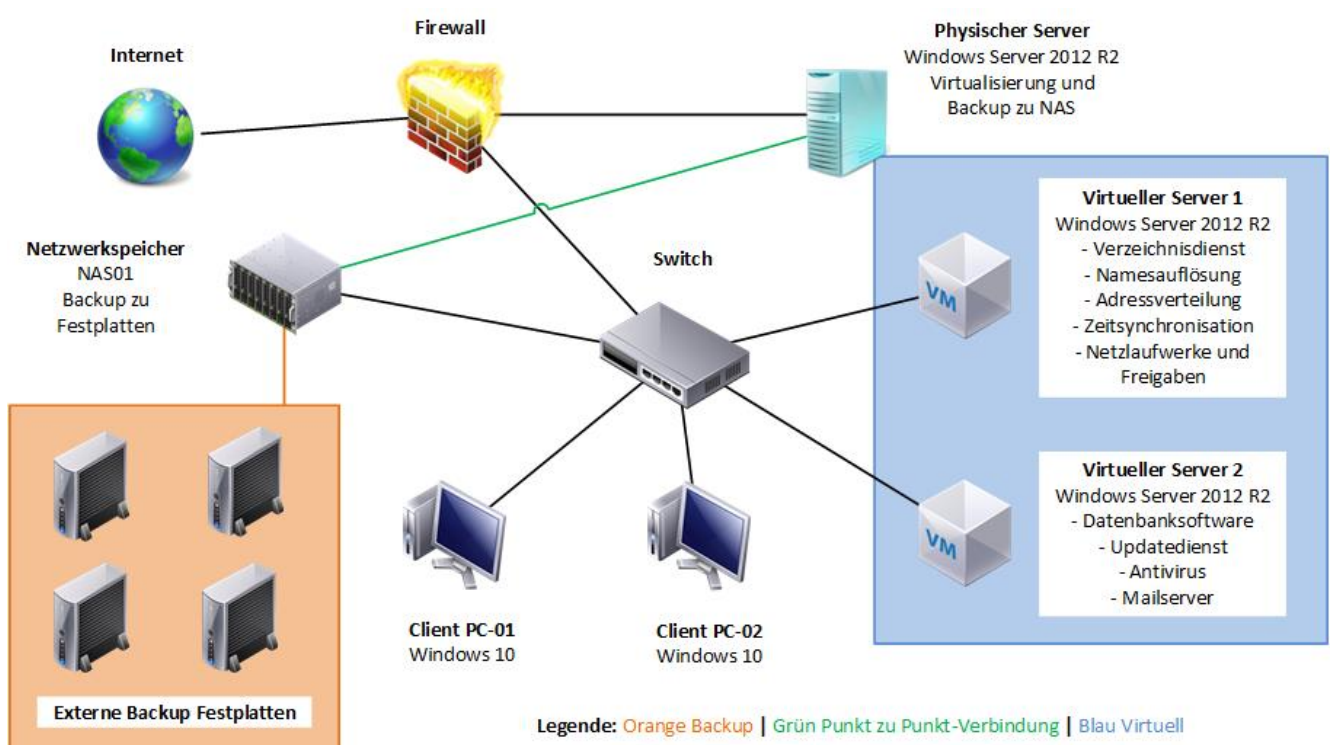 Internet
Firewall
Physischer Server
Windows Server 2012 R2
Virtualisierung und
Backup zu NAS
Netzwerkspeicher
NAS01
Backup zu
Festplatten
Switch
VM
Virtueller Server 1
Windows Server 2012 R2
- Verzeichnisdienst
- Namesauflösung
- Adressverteilung
- Zeitsynchronisation
- Netzlaufwerke und
Freigaben
VM
Virtueller Server 2
Windows Server 2012 R2
- Datenbanksoftware
- Updatedienst
- Antivirus
- Mailserver
Client PC-01
Windows 10
Client PC-02
Windows 10
Externe Backup Festplatten
Legende: Orange Backup | Grün Punkt zu Punkt-Verbindung | Blau Virtuell